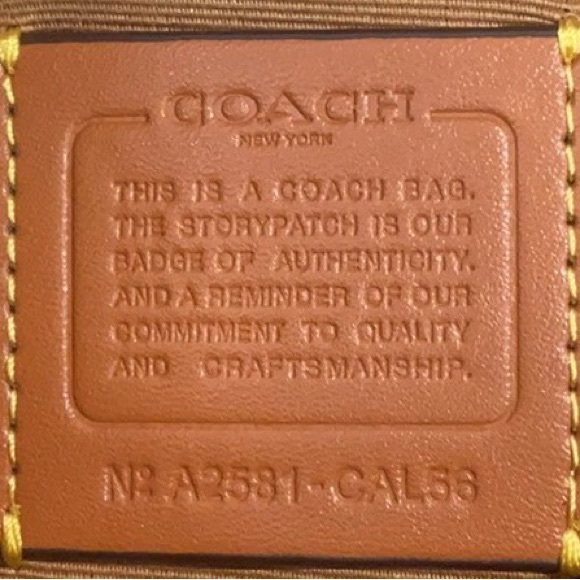 COACH
NEW YORK
THIS IS A COACH BAG.
THE STORYPATCH IS OUR
BADGE OF AUTHENTICITY.
AND A REMINDER OF OUR
COMMITMENT TO QUALITY
AND CRAFTSMANSHIP.
Nº A2581-CAL56